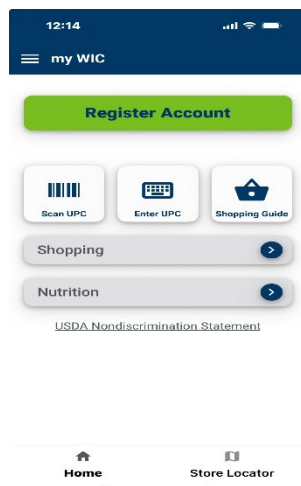 12:14
my WIC
Register Account
Scan UPC
Enter UPC
Shopping Guide
Shopping
Nutrition
USDA Nondiscrimination Statement
Home
Store Locator